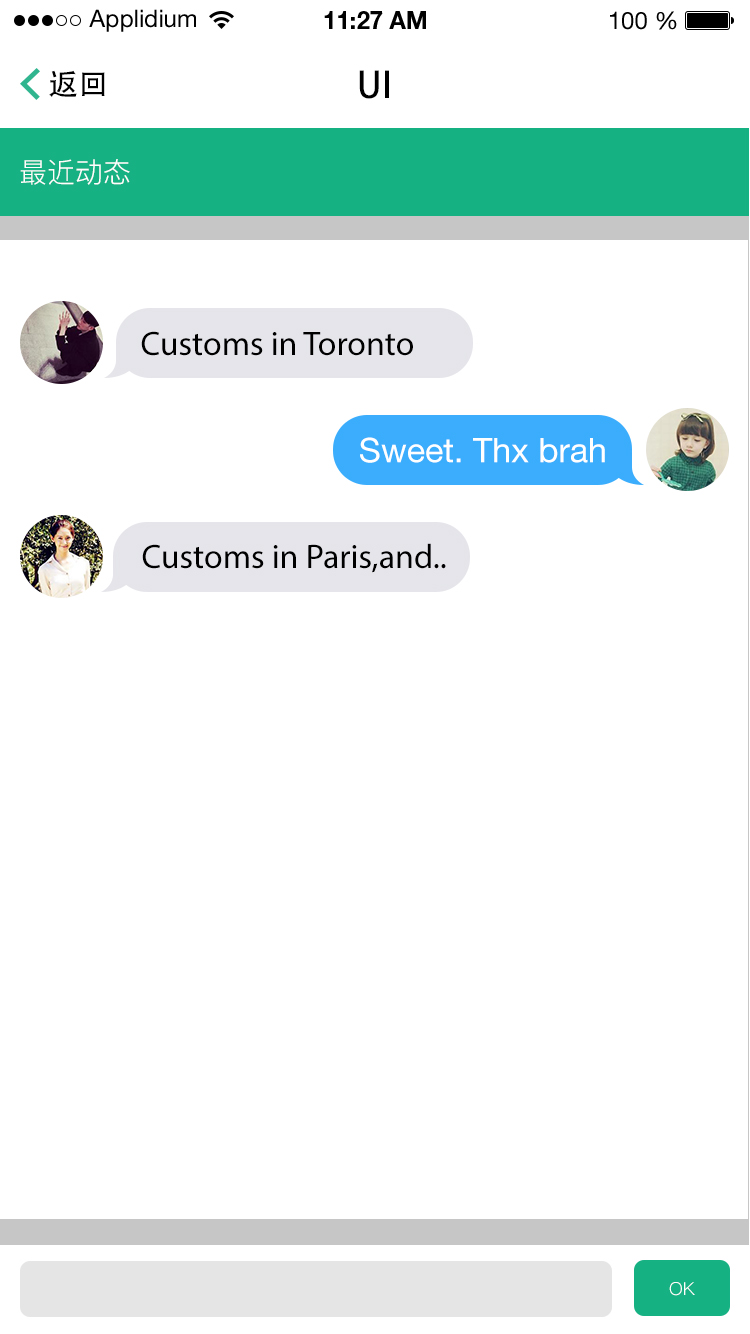 Applidium 11:27 AM 100 %
返回 UI
最近动态
Customs in Toronto
Sweet. Thx brah
Customs in Paris,and..
OK